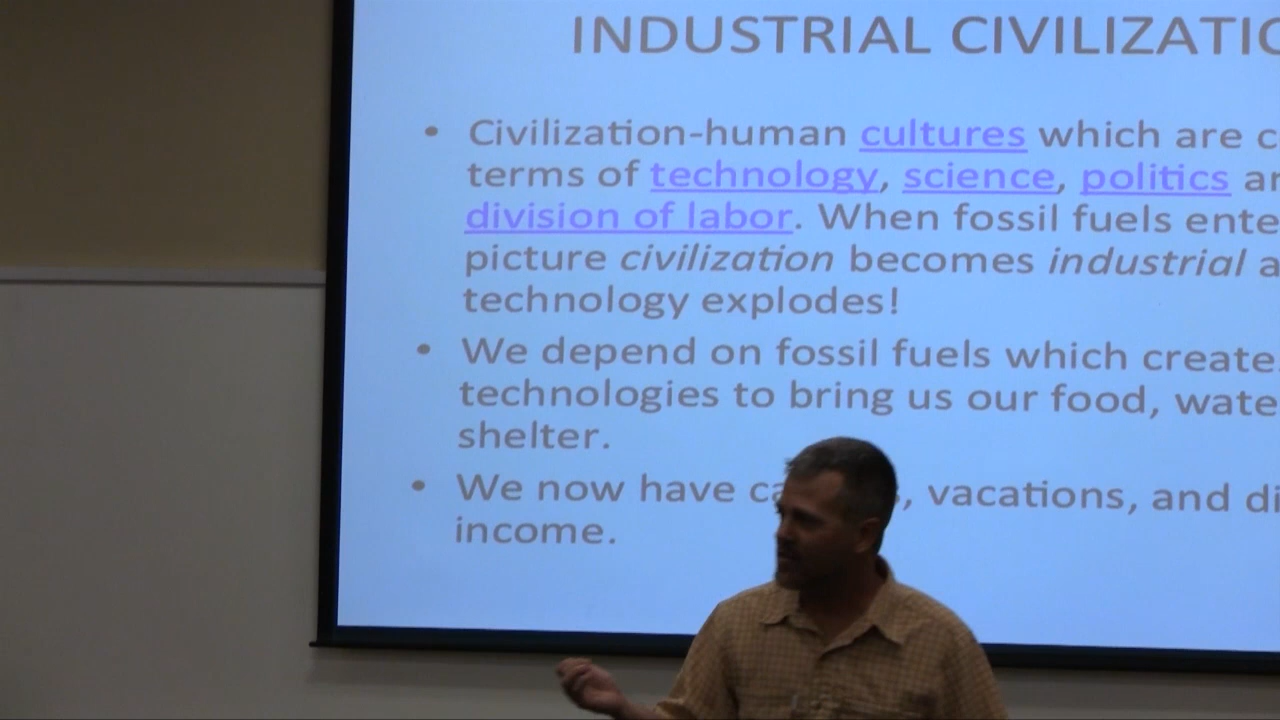 INDUSTRIAL CIVILIZATIO
• Civilization-human cultures which are c
terms of technology, science, politics an
division of labor. When fossil fuels ente
picture civilization becomes industrial a
technology explodes!
• We depend on fossil fuels which create
technologies to bring us our food, wate
shelter.
• We now have ca , vacations, and di
income.